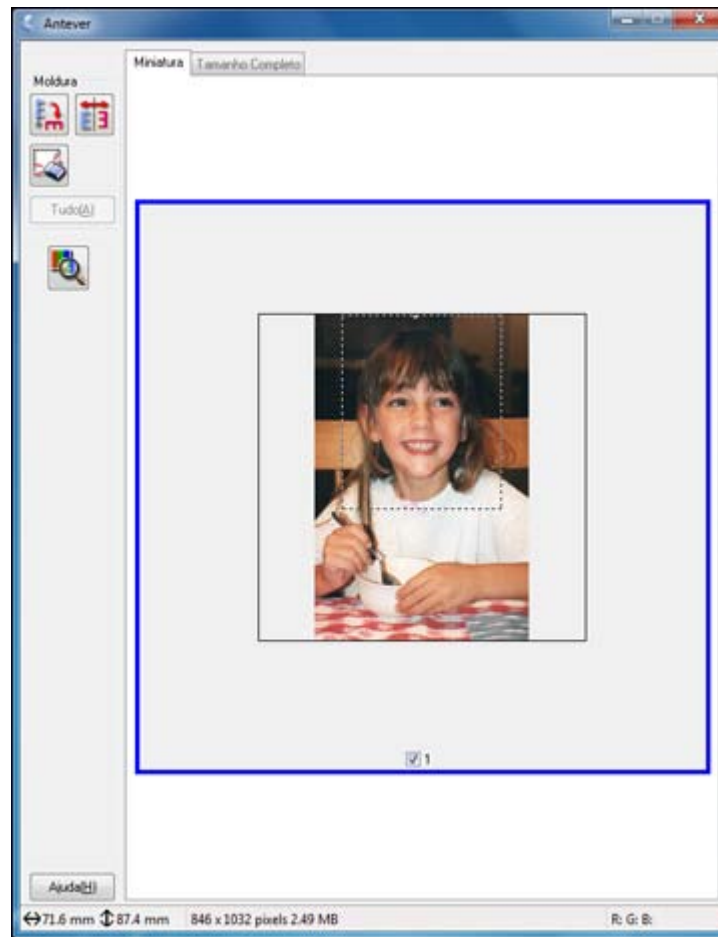 Antever
Miniatura Tamanho Completo
Moldura
Tudo(A)
1
Ajuda(H)
71.6 mm 87.4 mm 846 x 1032 pixels 2.49 MB R: G: B: